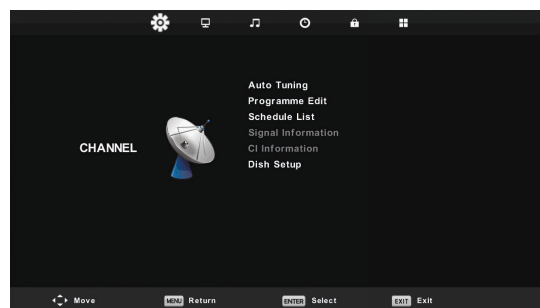 Auto Tuning
Programme Edit
Schedule List
Signal Information
CHANNEL
CI Information
Dish Setup
Move
MENU Return
ENTER Select
EXIT Exit